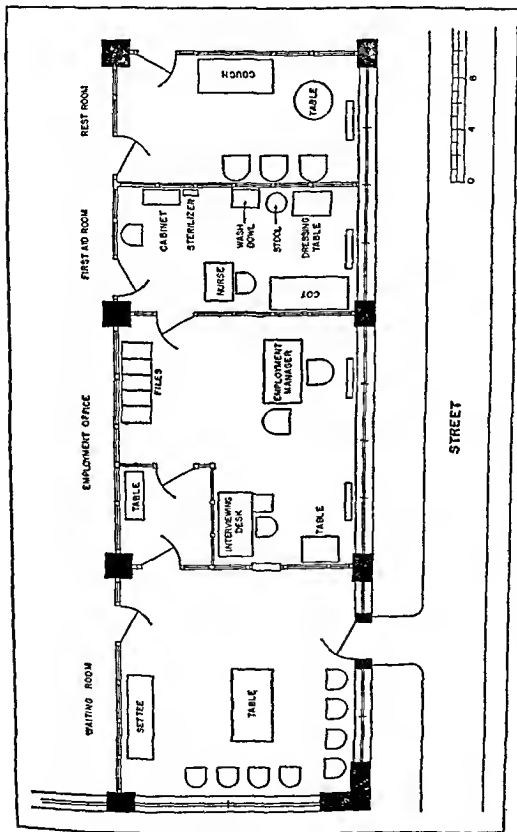 WAITING ROOM
EMPLOYMENT OFFICE
FIRST AID ROOM
REST ROOM
SETTEE
TABLE
FILES
CABINET
STERILIZER
COUCH
TABLE
INTERVIEWING
DESK
TABLE
EMPLOYMENT
MANAGER
NURSE
COT
WASH
BOWL
STOOL
DRESSING
TABLE
TABLE
STREET
0 4 8